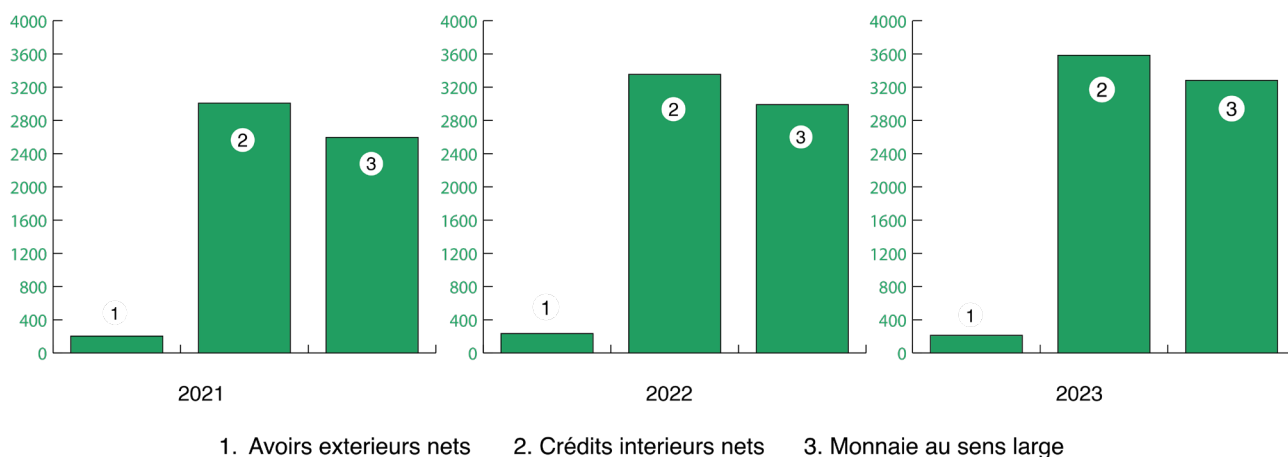 4000 4000 4000
3600 3600 3600
3200 3200 3200
2800 2800 2800
2400 2400 2400
2000 2000 2000
1600 1600 1600
1200 1200 1200
800 800 800
400 400 400
0 0 0
1 2 3 1 2 3 1 2 3
2021 2022 2023
1. Avoirs exterieurs nets 2. Crédits interieurs nets 3. Monnaie au sens large